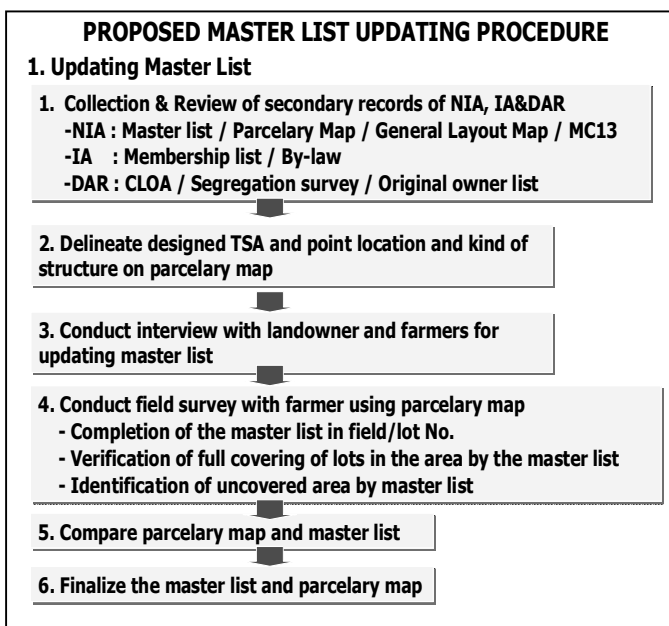 PROPOSED MASTER LIST UPDATING PROCEDURE
1. Updating Master List
1. Collection & Review of secondary records of NIA, IA&DAR
-NIA : Master list / Parcelary Map / General Layout Map / MC13
-IA : Membership list / By-law
-DAR : CLOA / Segregation survey / Original owner list
2. Delineate designed TSA and point location and kind of
structure on parcelary map
3. Conduct interview with landowner and farmers for
updating master list
4. Conduct field survey with farmer using parcelary map
- Completion of the master list in field/lot No.
- Verification of full covering of lots in the area by the master list
- Identification of uncovered area by master list
5. Compare parcelary map and master list
6. Finalize the master list and parcelary map